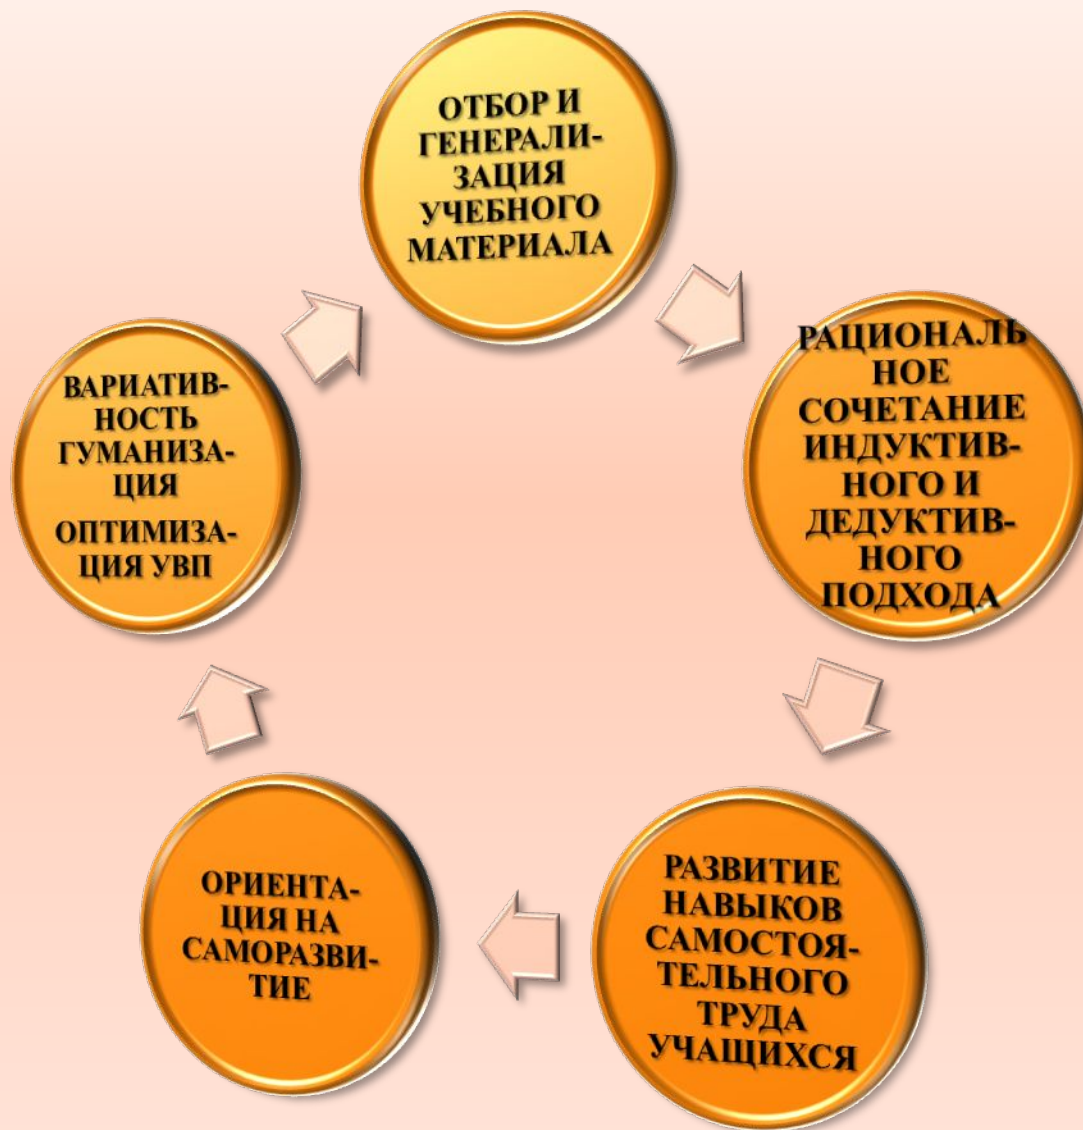 ОТБОР И
ГЕНЕРАЛИ-
ЗАЦИЯ
УЧЕБНОГО
МАТЕРИАЛА
РАЦИОНАЛЬ
НОЕ
СОЧЕТАНИЕ
ИНДУКТИВ-
НОГО И
ДЕДУКТИВ-
НОГО
ПОДХОДА
РАЗВИТИЕ
НАВЫКОВ
САМОСТОЯ-
ТЕЛЬНОГО
ТРУДА
УЧАЩИХСЯ
ОРИЕНТА-
ЦИЯ НА
САМОРАЗВИ-
ТИЕ
ВАРИАТИВ-
НОСТЬ
ГУМАНИЗА-
ЦИЯ
ОПТИМИЗА-
ЦИЯ УВП